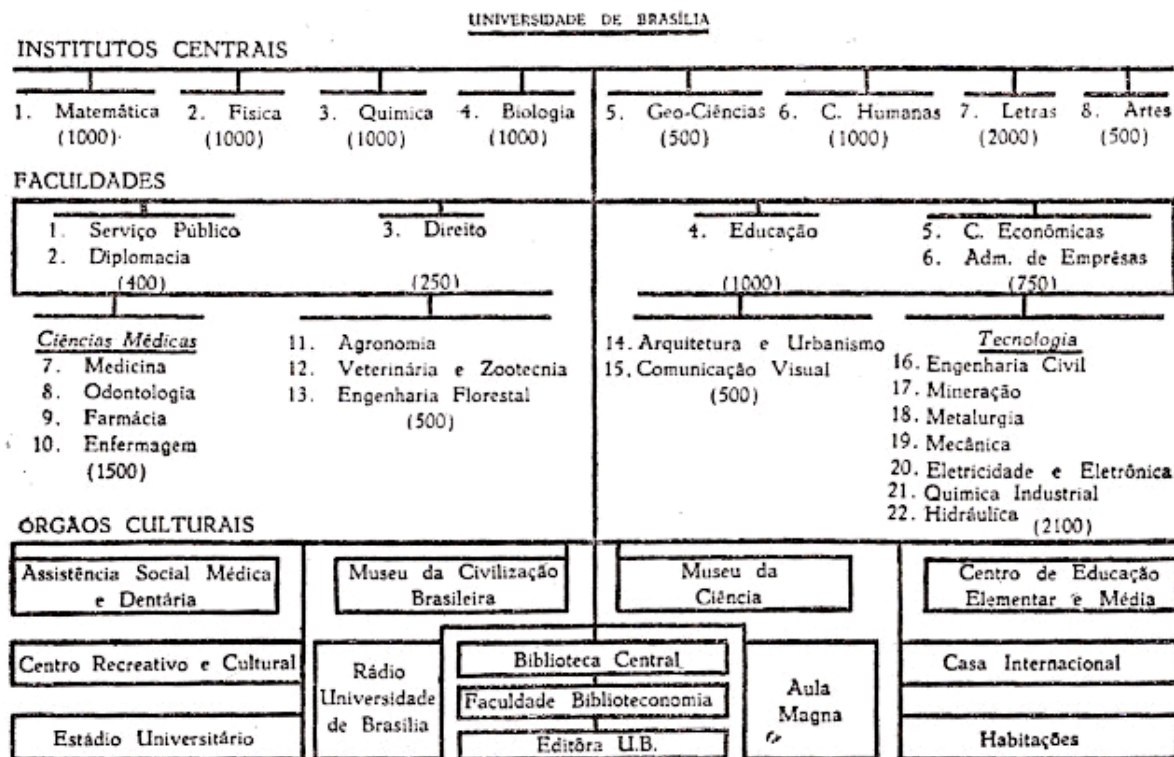 UNIVERSIDADE DE BRASÍLIA
INSTITUTOS CENTRAIS
1. Matemática
(1000)
2. Física
(1000)
3. Química
(1000)
4. Biologia
(1000)
5. Geo-Ciências
(500)
6. C. Humanas
(1000)
7. Letras
(2000)
8. Artes
(500)
FACULDADES
1. Serviço Público
2. Diplomacia
(400)
3. Direito
(250)
4. Educação
(1000)
5. C. Econômicas
6. Adm. de Emprêsas
(750)
Ciências Médicas
7. Medicina
8. Odontologia
9. Farmácia
10. Enfermagem
(1500)
11. Agronomia
12. Veterinária e Zootecnia
13. Engenharia Florestal
(500)
14. Arquitetura e Urbanismo
15. Comunicação Visual
(500)
Tecnologia
16. Engenharia Civil
17. Mineração
18. Metalurgia
19. Mecânica
20. Eletricidade e Eletrônica
21. Química Industrial
22. Hidráulica (2100)
ÓRGÃOS CULTURAIS
Assistência Social Médica
e Dentária
Museu da Civilização
Brasileira
Museu da
Ciência
Centro de Educação
Elementar e Média
Centro Recreativo e Cultural
Rádio
Universidade
de Brasília
Biblioteca Central
Faculdade Biblioteconomia
Editôra U.B.
Aula
Magna
Casa Internacional
Estádio Universitário
Habitações